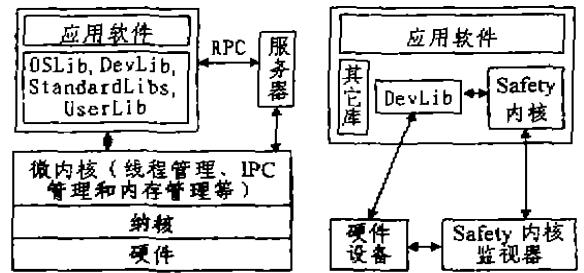 应用软件
OSLib, DevLib,
StandardLibs,
UserLib
RPC
服
务
器
微内核（线程管理、IPC
管理和内存管理等）
纳核
硬件
应用软件
其
它
库
DevLib
Safety
内核
硬件
设备
Safety 内核
监视器